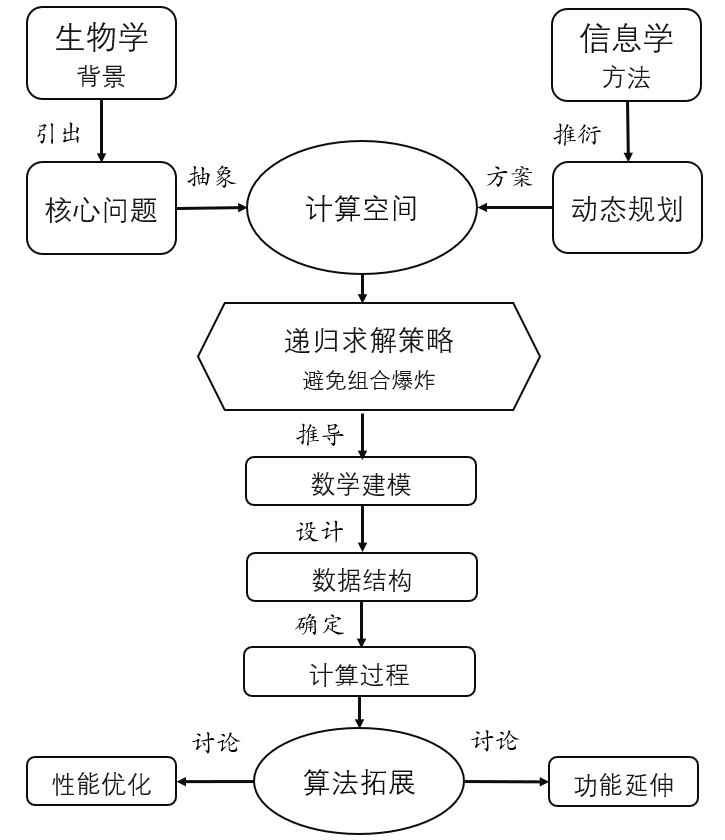 生物学
背景
信息学
方法
引出
推衍
核心问题
抽象
计算空间
方案
动态规划
递归求解策略
避免组合爆炸
推导
数学建模
设计
数据结构
确定
计算过程
讨论
讨论
性能优化
算法拓展
功能延伸